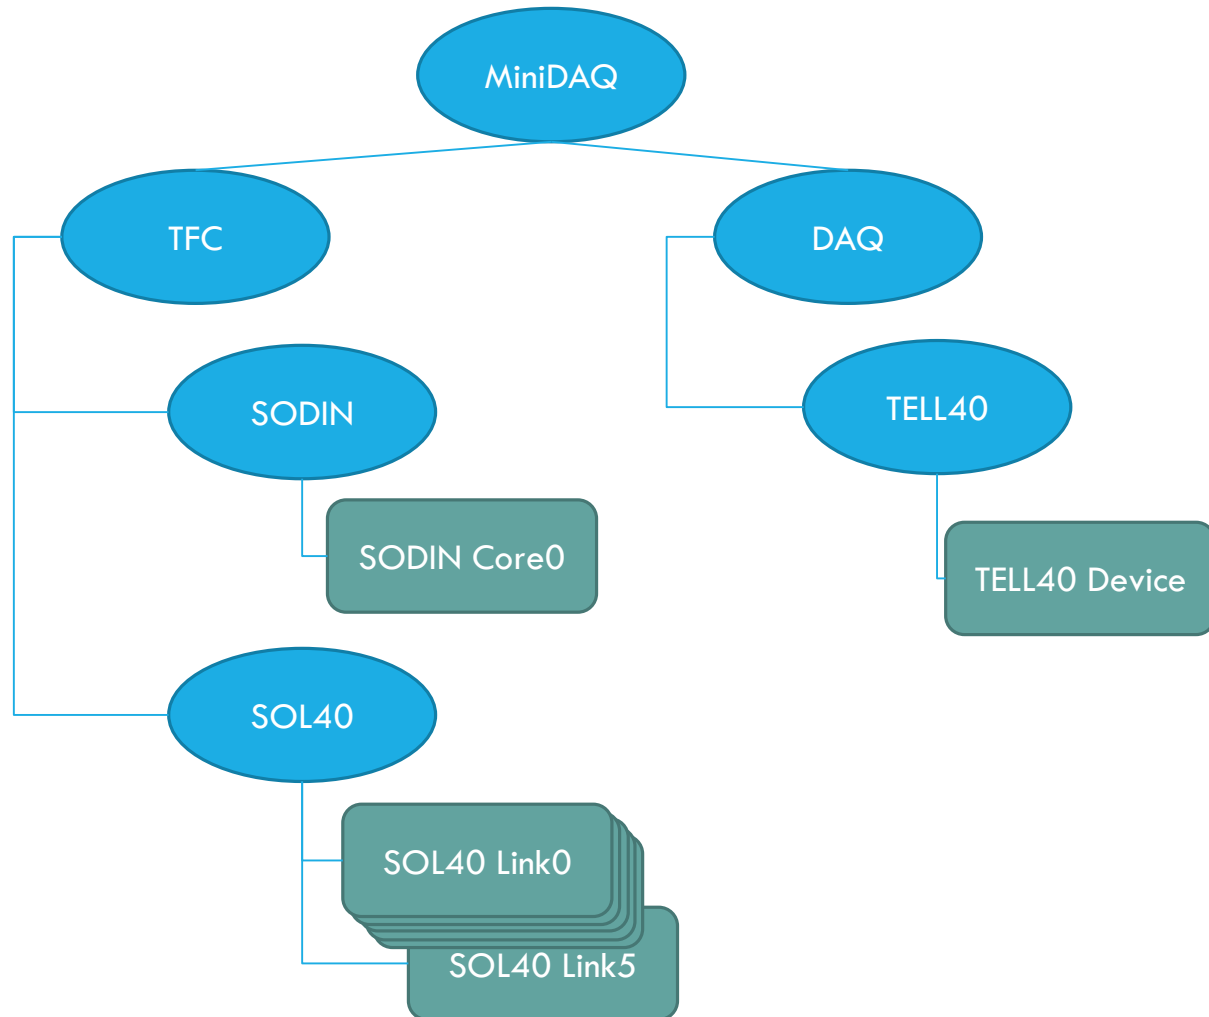 MiniDAQ
TFC
DAQ
SODIN
TELL40
SODIN Core0
TELL40 Device
SOL40
SOL40 Link0
SOL40 Link5